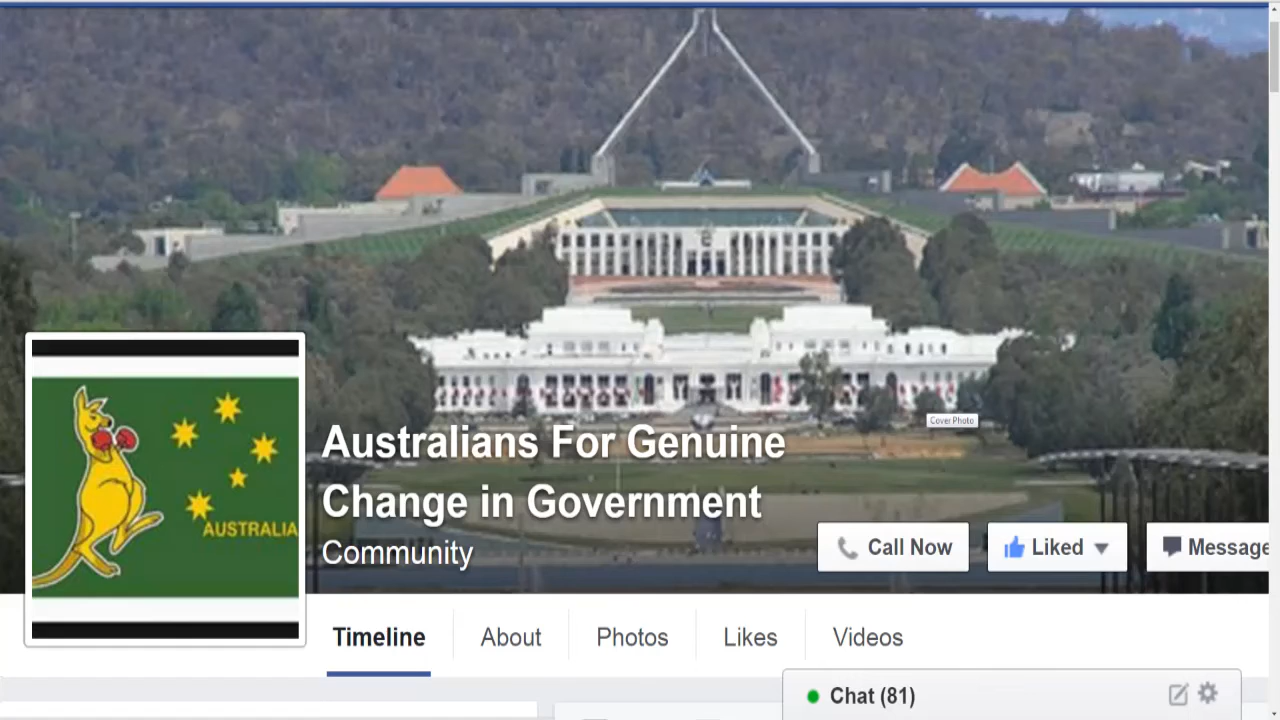 AUSTRALIA
Australians For Genuine
Change in Government
Community
Cover Photo
Call Now
Liked
Message
Timeline
About
Photos
Likes
Videos
Chat (81)